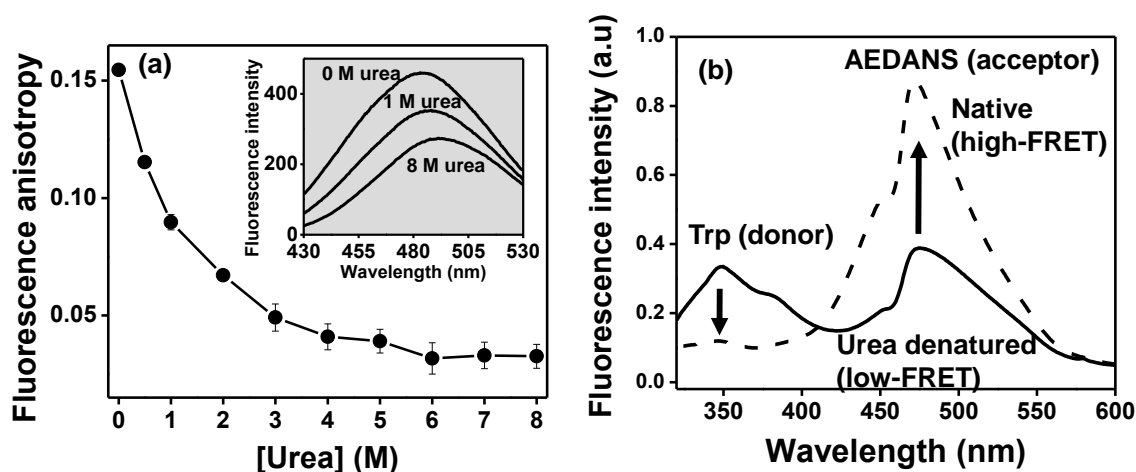 (a)
Fluorescence anisotropy
0.15
0.10
0.05
0 1 2 3 4 5 6 7 8
[Urea] (M)
Fluorescence intensity
400
200
0
0 M urea
1 M urea
8 M urea
430 455 480 505 530
Wavelength (nm)
(b)
Fluorescence intensity (a.u)
1.0
0.8
0.6
0.4
0.2
0.0
AEDANS (acceptor)
Native
(high-FRET)
Trp (donor)
Urea denatured
(low-FRET)
350 400 450 500 550 600
Wavelength (nm)